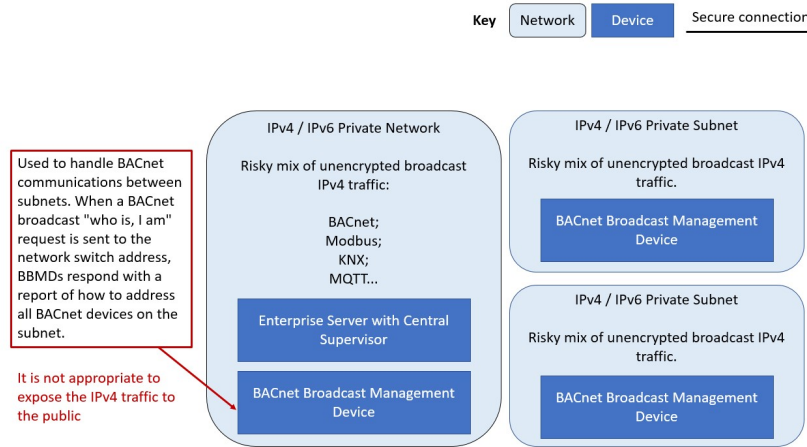 Key
Network
Device
Secure connection
Used to handle BACnet
communications between
subnets. When a BACnet
broadcast "who is, I am"
request is sent to the
network switch address,
BBMDs respond with a
report of how to address
all BACnet devices on the
subnet.
It is not appropriate to
expose the IPv4 traffic to
the public
IPv4 / IPv6 Private Network
Risky mix of unencrypted broadcast
IPv4 traffic:
BACnet;
Modbus;
KNX;
MQTT...
Enterprise Server with Central
Supervisor
BACnet Broadcast Management
Device
IPv4 / IPv6 Private Subnet
Risky mix of unencrypted broadcast IPv4
traffic.
BACnet Broadcast Management
Device
IPv4 / IPv6 Private Subnet
Risky mix of unencrypted broadcast IPv4
traffic.
BACnet Broadcast Management
Device